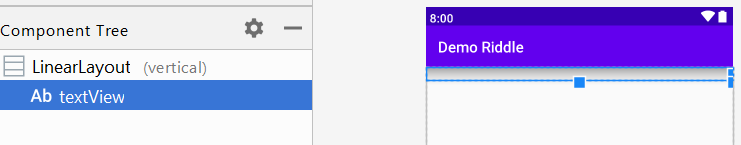 Component Tree
LinearLayout (vertical)
Ab textView
8:00
Demo Riddle